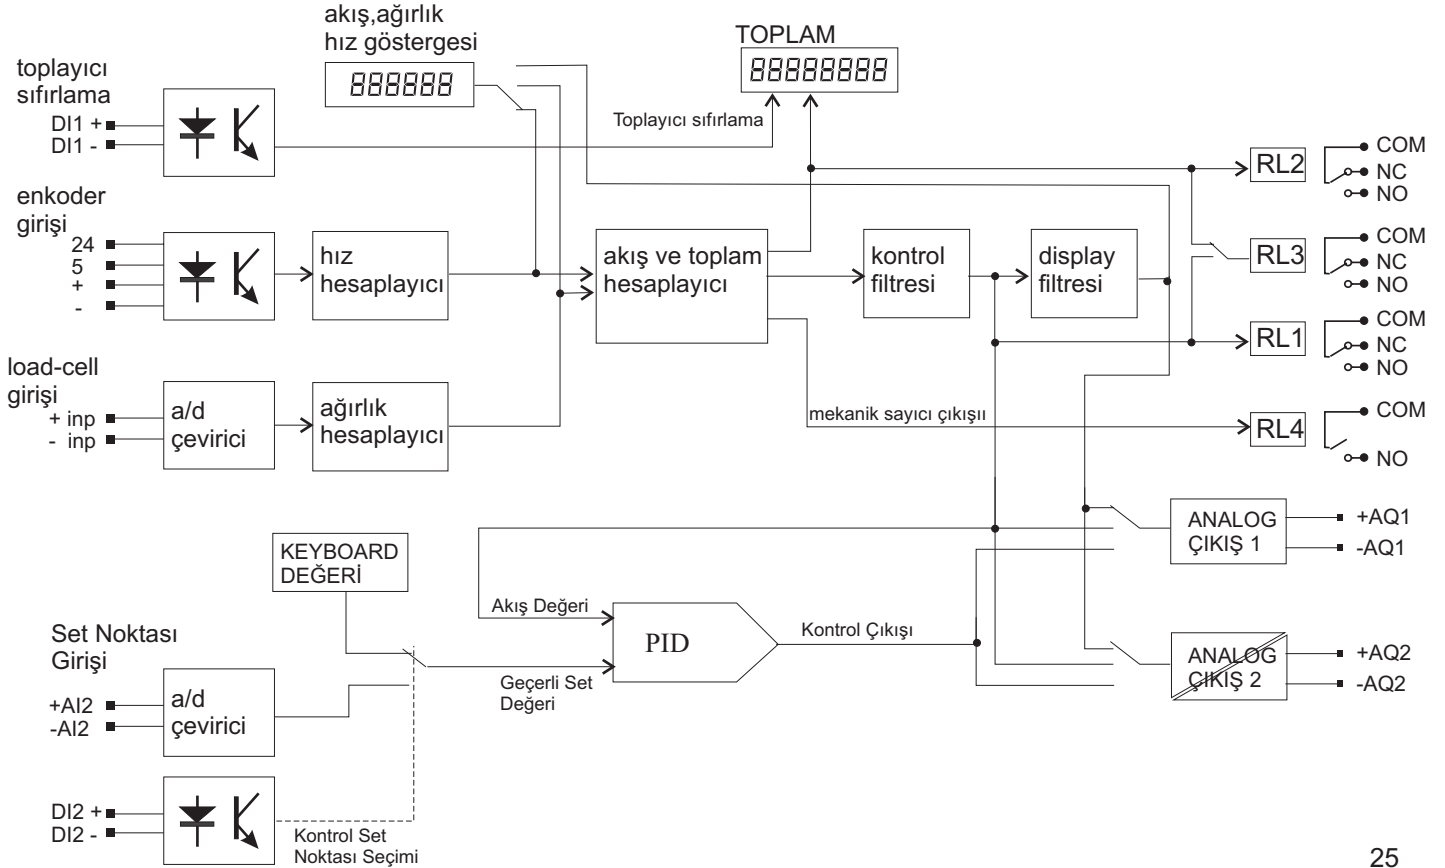 akış,ağırlık
hız göstergesi
888888
TOPLAM
88888888
toplayıcı
sıfırlama
DI1 +
DI1 -
Toplayıcı sıfırlama
RL2
COM
NC
NO
enkoder
girişi
24
5
+
-
hız
hesaplayıcı
akış ve toplam
hesaplayıcı
kontrol
filtresi
display
filtresi
RL3
COM
NC
NO
RL1
COM
NC
NO
load-cell
girişi
+ inp
- inp
a/d
çevirici
ağırlık
hesaplayıcı
mekanik sayıcı çıkışıı
RL4
COM
NO
ANALOG
ÇIKIŞ 1
+AQ1
-AQ1
KEYBOARD
DEĞERİ
Akış Değeri
PID
Kontrol Çıkışı
Geçerli Set
Değeri
ANALOG
ÇIKIŞ 2
+AQ2
-AQ2
Set Noktası
Girişi
+AI2
-AI2
a/d
çevirici
DI2 +
DI2 -
Kontrol Set
Noktası Seçimi
25